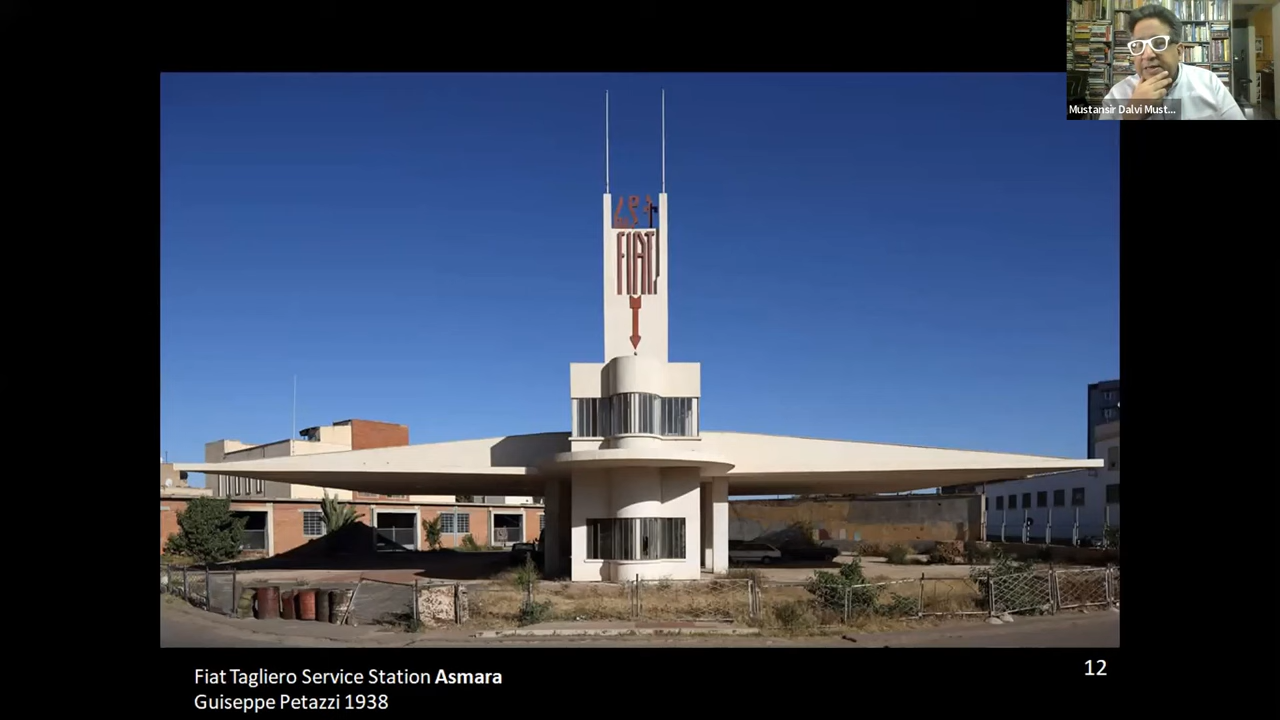 Mustansir Dalvi Must...
FIAT
Fiat Tagliero Service Station Asmara
Guiseppe Petazzi 1938
12